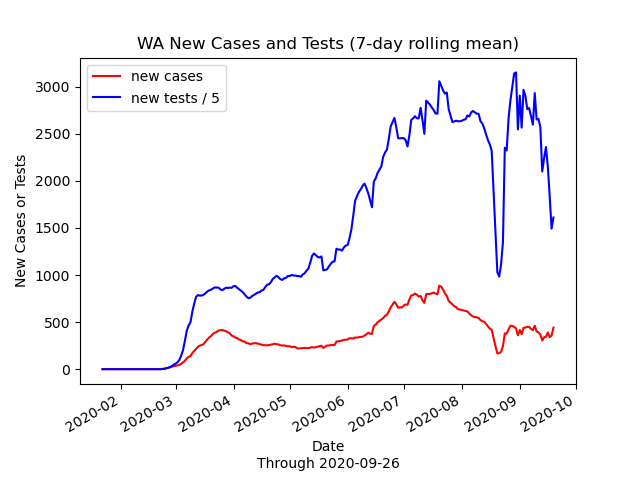 WA New Cases and Tests (7-day rolling mean)
new cases
new tests / 5
New Cases or Tests
3000
2500
2000
1500
1000
500
0
2020-02
2020-03
2020-04
2020-05
2020-06
2020-07
2020-08
2020-09
2020-10
Date
Through 2020-09-26